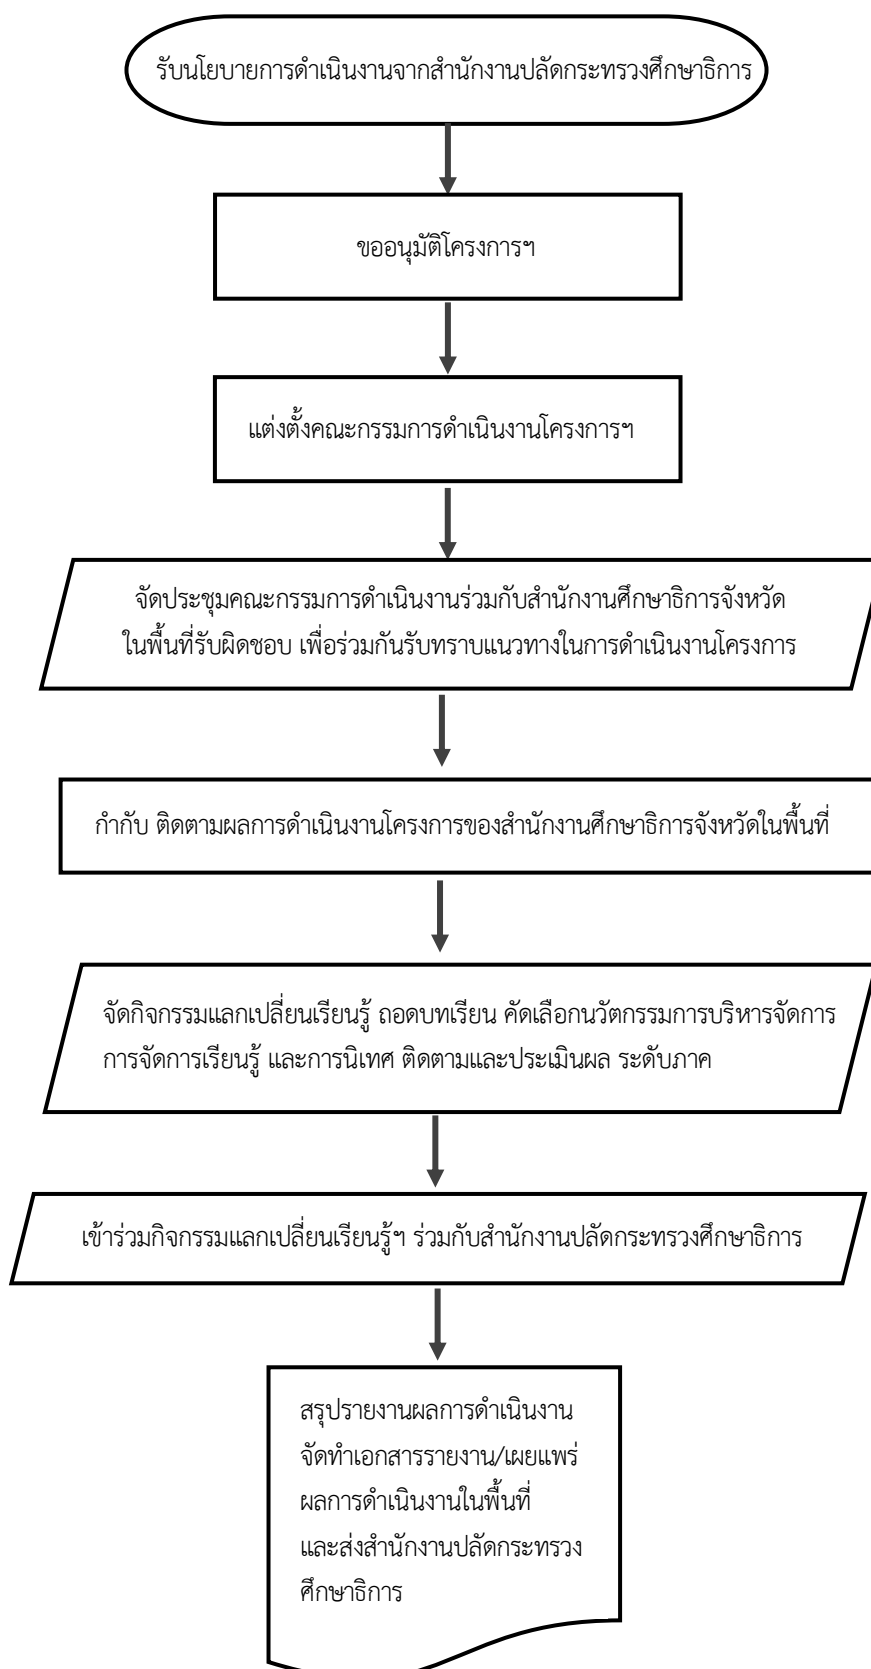 รับนโยบายการดำเนินงานจากสำนักงานปลัดกระทรวงศึกษาธิการ
ขออนุมัติโครงการฯ
แต่งตั้งคณะกรรมการดำเนินงานโครงการฯ
จัดประชุมคณะกรรมการดำเนินงานร่วมกับสำนักงานศึกษาธิการจังหวัด
ในพื้นที่รับผิดชอบ เพื่อร่วมกันรับทราบแนวทางในการดำเนินงานโครงการ
กำกับ ติดตามผลการดำเนินงานโครงการของสำนักงานศึกษาธิการจังหวัดในพื้นที่
จัดกิจกรรมแลกเปลี่ยนเรียนรู้ ถอดบทเรียน คัดเลือกนวัตกรรมการบริหารจัดการ
การจัดการเรียนรู้ และการนิเทศ ติดตามและประเมินผล ระดับภาค
เข้าร่วมกิจกรรมแลกเปลี่ยนเรียนรู้ฯ ร่วมกับสำนักงานปลัดกระทรวงศึกษาธิการ
สรุปรายงานผลการดำเนินงาน
จัดทำเอกสารรายงาน/เผยแพร่
ผลการดำเนินงานในพื้นที่
และส่งสำนักงานปลัดกระทรวง
ศึกษาธิการ